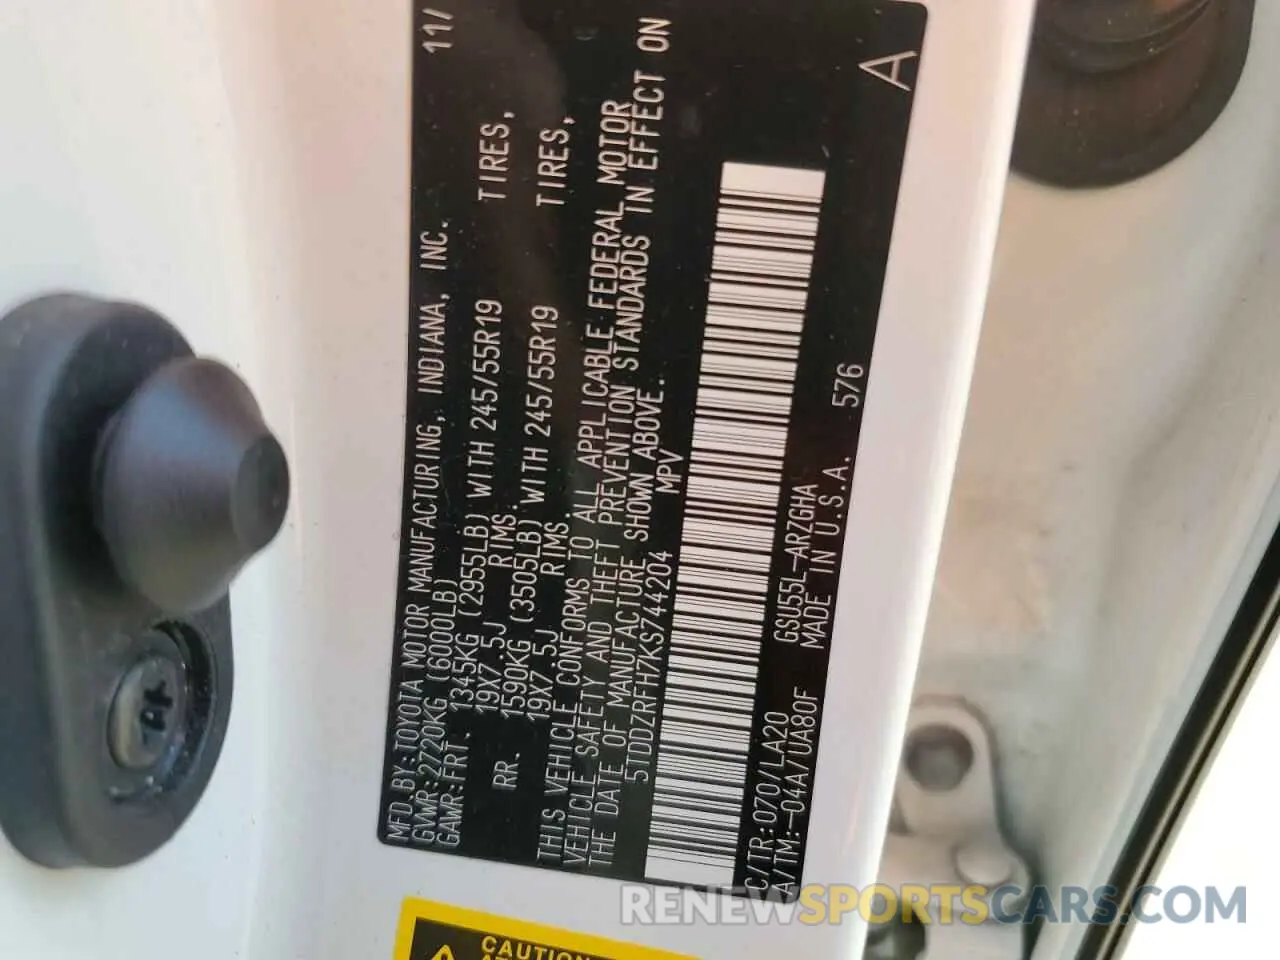 MFD.BY:TOYOTA MOTOR MANUFACTURING, INDIANA, INC. 11/
GVWR:2720KG (6000LB)
GAWR:FRT. 1345KG (2955LB) WITH 245/55R19 TIRES,
19X7.5J RIMS.
RR. 1590KG (3505LB) WITH 245/55R19 TIRES,
19X7.5J RIMS
THIS VEHICLE CONFORMS TO ALL APPLICABLE FEDERAL MOTOR
VEHICLE SAFETY AND THEFT PREVENTION STANDARDS IN EFFECT ON
THE DATE OF MANUFACTURE SHOWN ABOVE.
5TDDZRFH7KS744204 MPV
C/TR:070/LA20 GSU55L-ARZGHA
A/TM:-04A/UA80F MADE IN U.S.A. 576
A
CAUTION
RENEWSPORTSCARS.COM